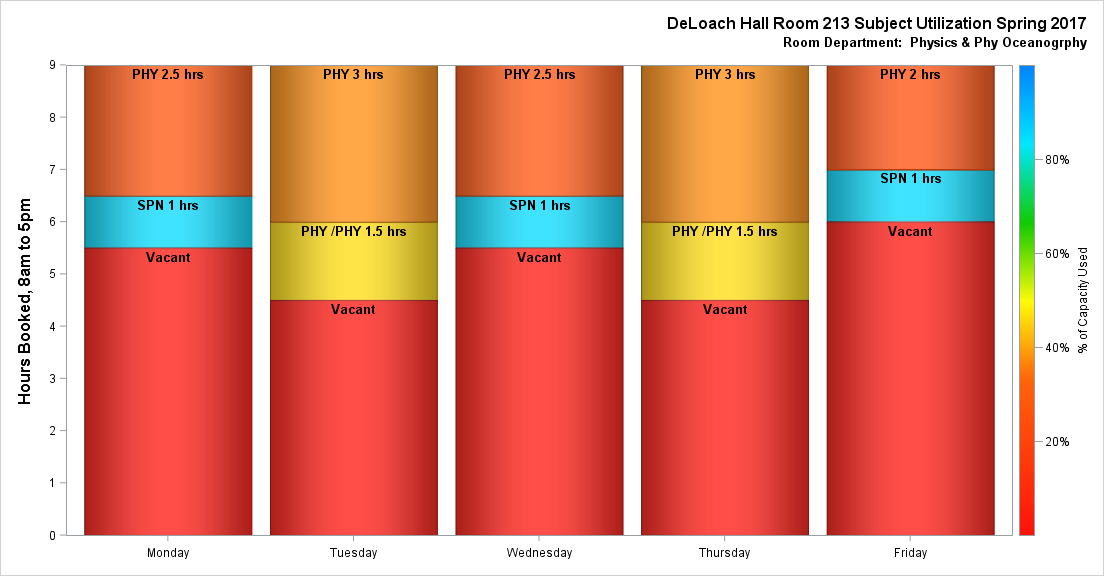 DeLoach Hall Room 213 Subject Utilization Spring 2017
Room Department:  Physics & Phy Oceanogrphy
Hours Booked, 8am to 5pm
9
8
7
6
5
4
3
2
1
0
PHY 2.5 hrs
SPN 1 hrs
Vacant
Monday
PHY 3 hrs
PHY /PHY 1.5 hrs
Vacant
Tuesday
PHY 2.5 hrs
SPN 1 hrs
Vacant
Wednesday
PHY 3 hrs
PHY /PHY 1.5 hrs
Vacant
Thursday
PHY 2 hrs
SPN 1 hrs
Vacant
Friday
80%
60%
40%
20%
% of Capacity Used